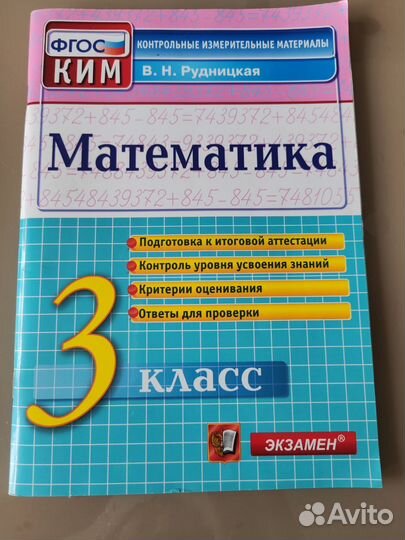 ФГОС
КИМ
КОНТРОЛЬНЫЕ ИЗМЕРИТЕЛЬНЫЕ МАТЕРИАЛЫ
В. Н. Рудницкая
Математика
Подготовка к итоговой аттестации
Контроль уровня усвоения знаний
Критерии оценивания
Ответы для проверки
3
класс
ЭКЗАМЕН®
Avito